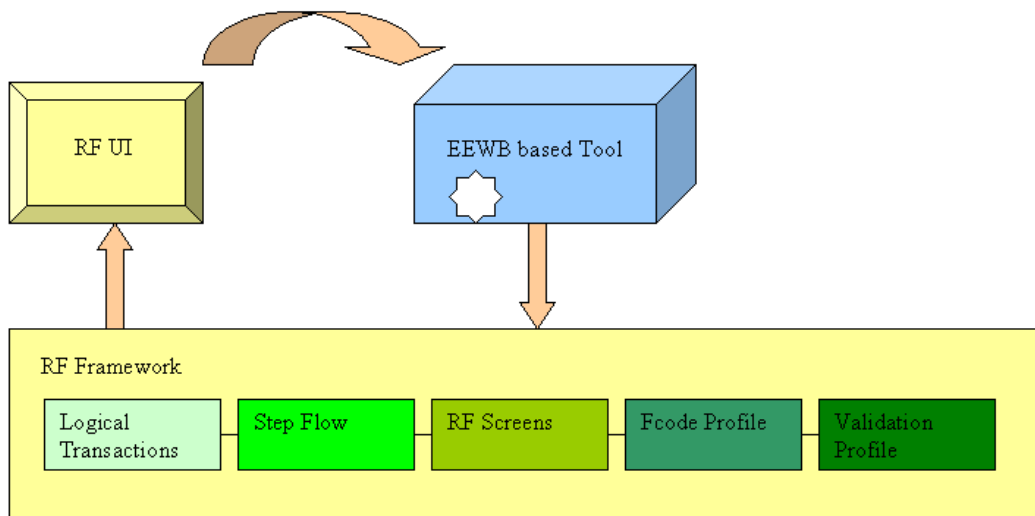 RF UI
EEWB based Tool
RF Framework
Logical
Transactions
Step Flow
RF Screens
Fcode Profile
Validation
Profile